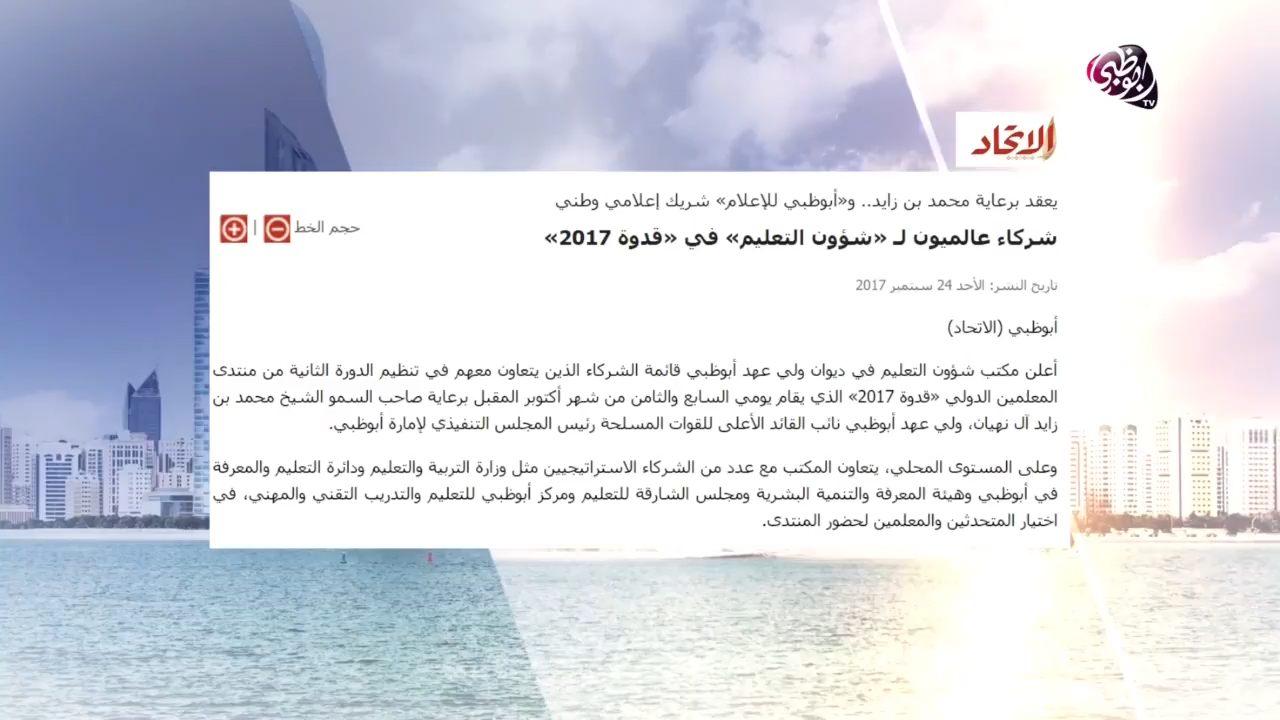 أبوظبي
TV
الاتحاد
يعقد برعاية محمد بن زايد.. و«أبوظبي للإعلام» شريك إعلامي وطني
حجم الخط |
شركاء عالميون لـ «شؤون التعليم» في «قدوة 2017»
تاريخ النشر: الأحد 24 سبتمبر 2017
أبوظبي (الاتحاد)
أعلن مكتب شؤون التعليم في ديوان ولي عهد أبوظبي قائمة الشركاء الذين يتعاون معهم في تنظيم الدورة الثانية من منتدى
المعلمين الدولي «قدوة 2017» الذي يقام يومي السابع والثامن من شهر أكتوبر المقبل برعاية صاحب السمو الشيخ محمد بن
زايد آل نهيان، ولي عهد أبوظبي نائب القائد الأعلى للقوات المسلحة رئيس المجلس التنفيذي لإمارة أبوظبي.
وعلى المستوى المحلي، يتعاون المكتب مع عدد من الشركاء الاستراتيجيين مثل وزارة التربية والتعليم ودائرة التعليم والمعرفة
في أبوظبي وهيئة المعرفة والتنمية البشرية ومجلس الشارقة للتعليم ومركز أبوظبي للتعليم والتدريب التقني والمهني، في
اختيار المتحدثين والمعلمين لحضور المنتدى.